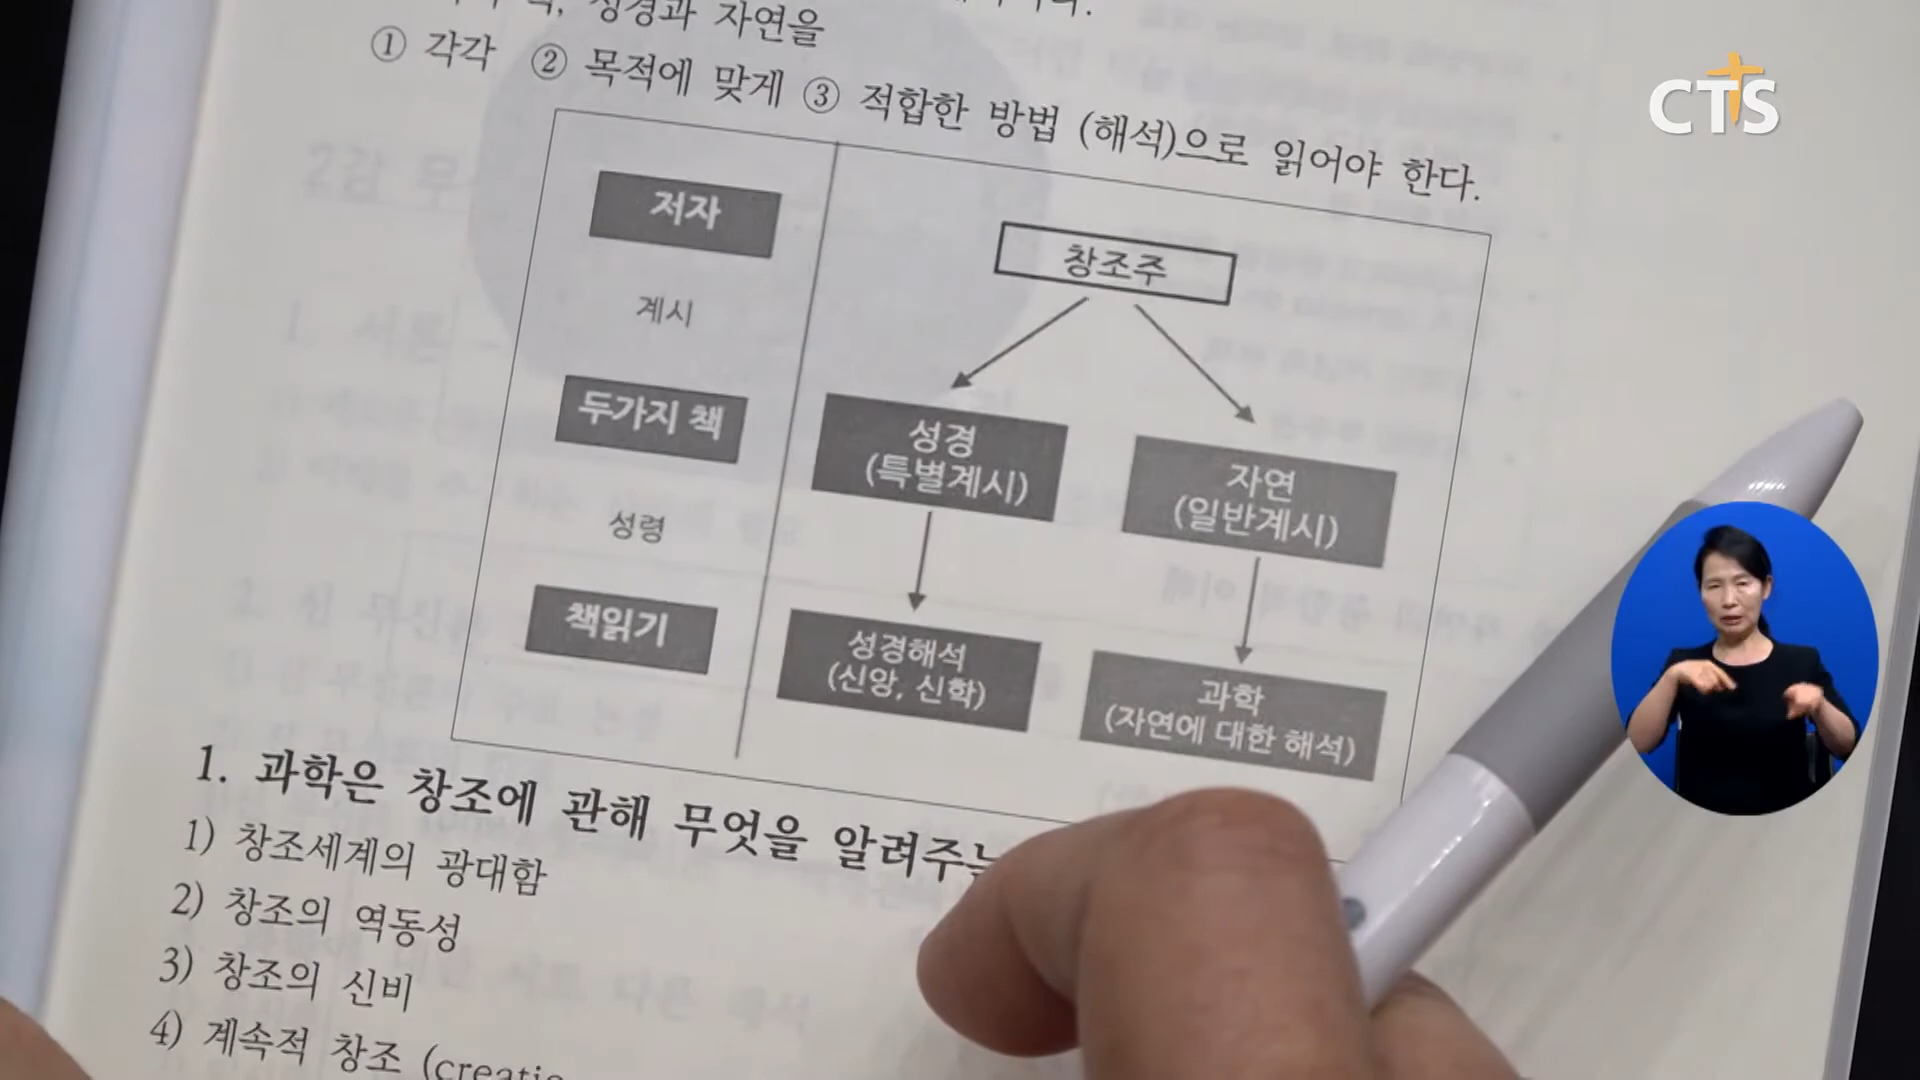 성경과 자연을
① 각각 ② 목적에 맞게 ③ 적합한 방법 (해석)으로 읽어야 한다.
CTS
저자
창조주
계시
두가지 책
성경
(특별계시)
자연
(일반계시)
성령
책읽기
성경해석
(신앙, 신학)
과학
(자연에 대한 해석)
1. 과학은 창조에 관해 무엇을 알려주는
1) 창조세계의 광대함
2) 창조의 역동성
3) 창조의 신비
4) 계속적 창조 (creatio